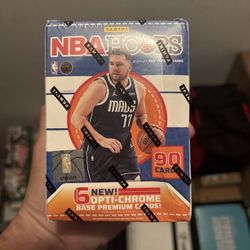 PANINI
NBA HOOPS
MAVS
77
90
CARDS
6 NEW!
OPTI-CHROME
BASE PREMIUM CARDS!